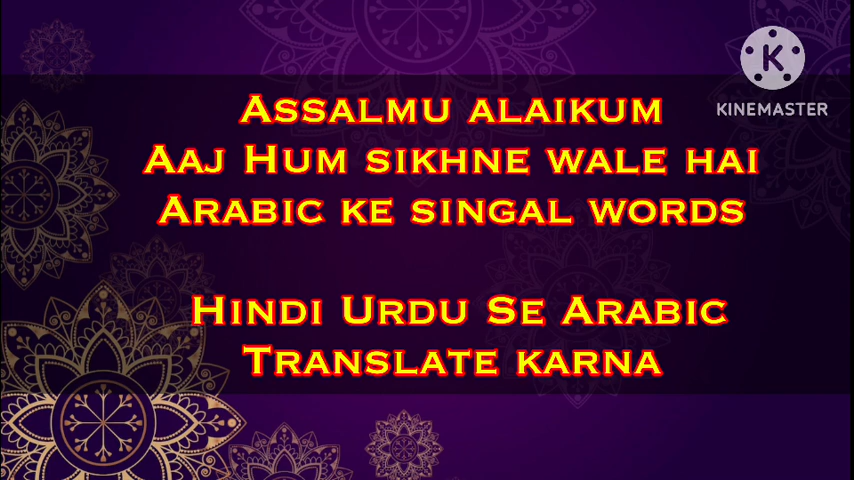 KINEMASTER
ASSALMU ALAIKUM
AAJ HUM SIKHNE WALE HAI
ARABIC KE SINGAL WORDS
HINDI URDU SE ARABIC
TRANSLATE KARNA